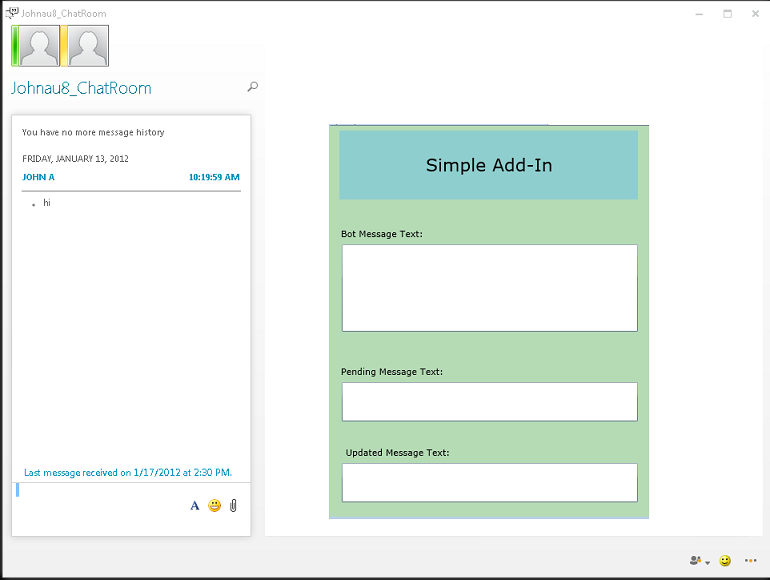 Johnau8_ChatRoom
Johnau8_ChatRoom
You have no more message history
FRIDAY, JANUARY 13, 2012
JOHN A 10:19:59 AM
hi
Last message received on 1/17/2012 at 2:30 PM.
A
Simple Add-In
Bot Message Text:
Pending Message Text:
Updated Message Text: